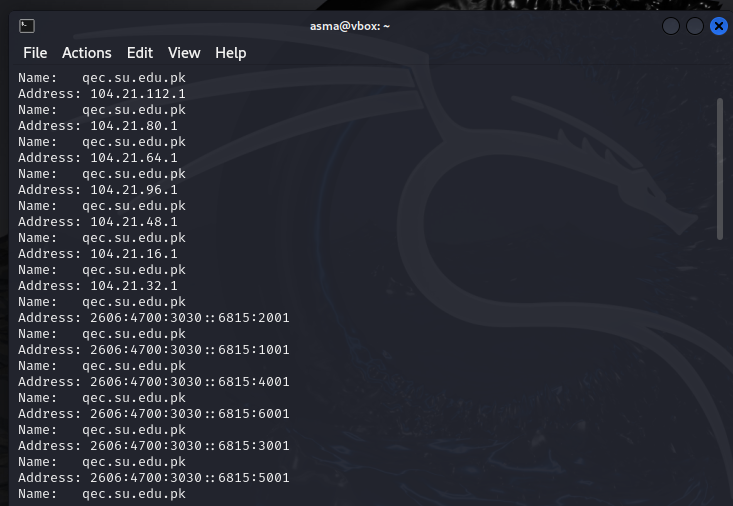 asma@vbox: ~
File Actions Edit View Help
Name: qec.su.edu.pk
Address: 104.21.112.1
Name: qec.su.edu.pk
Address: 104.21.80.1
Name: qec.su.edu.pk
Address: 104.21.64.1
Name: qec.su.edu.pk
Address: 104.21.96.1
Name: qec.su.edu.pk
Address: 104.21.48.1
Name: qec.su.edu.pk
Address: 104.21.16.1
Name: qec.su.edu.pk
Address: 104.21.32.1
Name: qec.su.edu.pk
Address: 2606:4700:3030::6815:2001
Name: qec.su.edu.pk
Address: 2606:4700:3030::6815:1001
Name: qec.su.edu.pk
Address: 2606:4700:3030::6815:4001
Name: qec.su.edu.pk
Address: 2606:4700:3030::6815:6001
Name: qec.su.edu.pk
Address: 2606:4700:3030::6815:3001
Name: qec.su.edu.pk
Address: 2606:4700:3030::6815:5001
Name: qec.su.edu.pk